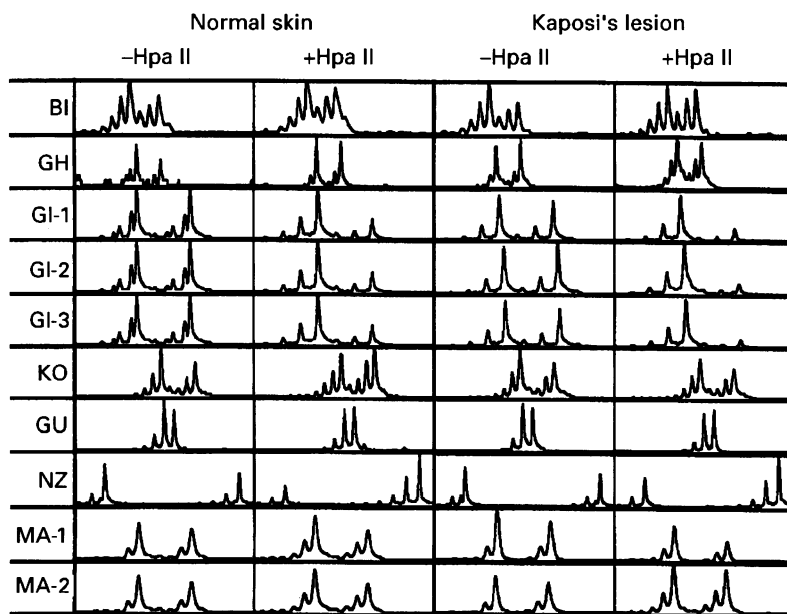 Normal skin Kaposi's lesion
–Hpa II +Hpa II –Hpa II +Hpa II
BI
GH
GI-1
GI-2
GI-3
KO
GU
NZ
MA-1
MA-2